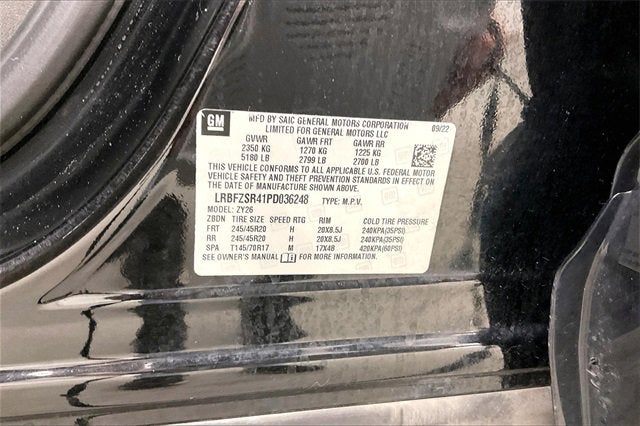 GM
MFD BY SAIC GENERAL MOTORS CORPORATION
LIMITED FOR GENERAL MOTORS LLC
09/22
GVWR GAWR FRT GAWR RR
2350 KG 1270 KG 1225 KG
5180 LB 2799 LB 2700 LB
THIS VEHICLE CONFORMS TO ALL APPLICABLE U.S. FEDERAL MOTOR
VEHICLE SAFETY AND THEFT PREVENTION STANDARDS IN EFFECT ON
THE DATE OF MANUFACTURE SHOWN ABOVE.
LRBFZSR41PD036248 TYPE: M.P.V.
MODEL: ZY26
ZBDN TIRE SIZE SPEED RTG RIM COLD TIRE PRESSURE
FRT 245/45R20 H 20X8.5J 240KPA(35PSI)
RR 245/45R20 H 20X8.5J 240KPA(35PSI)
SPA T145/70R17 M 17X4B 420KPA(60PSI)
SEE OWNER'S MANUAL FOR MORE INFORMATION.